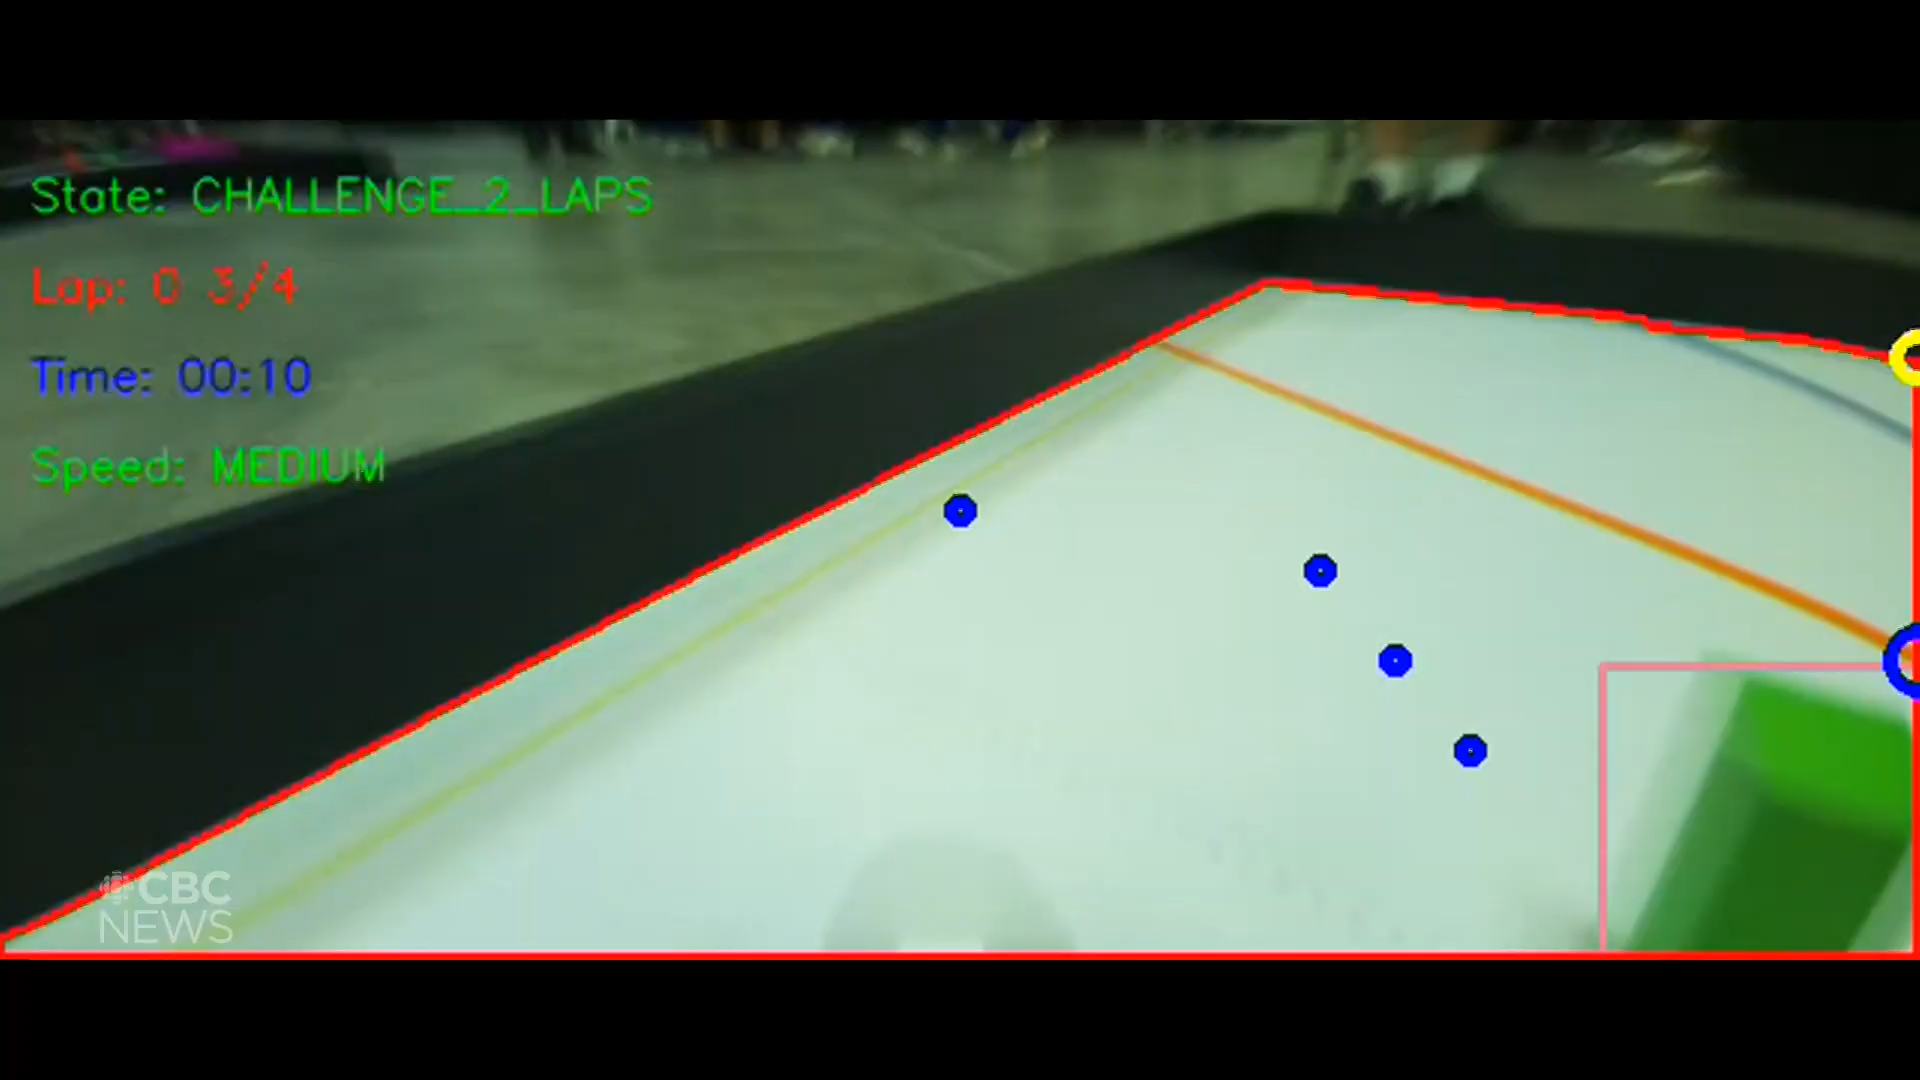 State: CHALLENGE_2_LAPS
Lap: 0 3/4
Time: 00:10
Speed: MEDIUM
CBC
NEWS